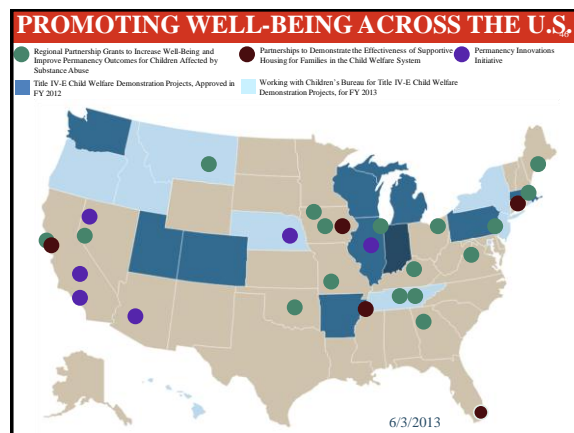 PROMOTING WELL-BEING ACROSS THE U.S.
46
Regional Partnership Grants to Increase Well-Being and
Improve Permanency Outcomes for Children Affected by
Substance Abuse
Partnerships to Demonstrate the Effectiveness of Supportive
Housing for Families in the Child Welfare System
Permanency Innovations
Initiative
Title IV-E Child Welfare Demonstration Projects, Approved in
FY 2012
Working with Children's Bureau for Title IV-E Child Welfare
Demonstration Projects, for FY 2013
6/3/2013